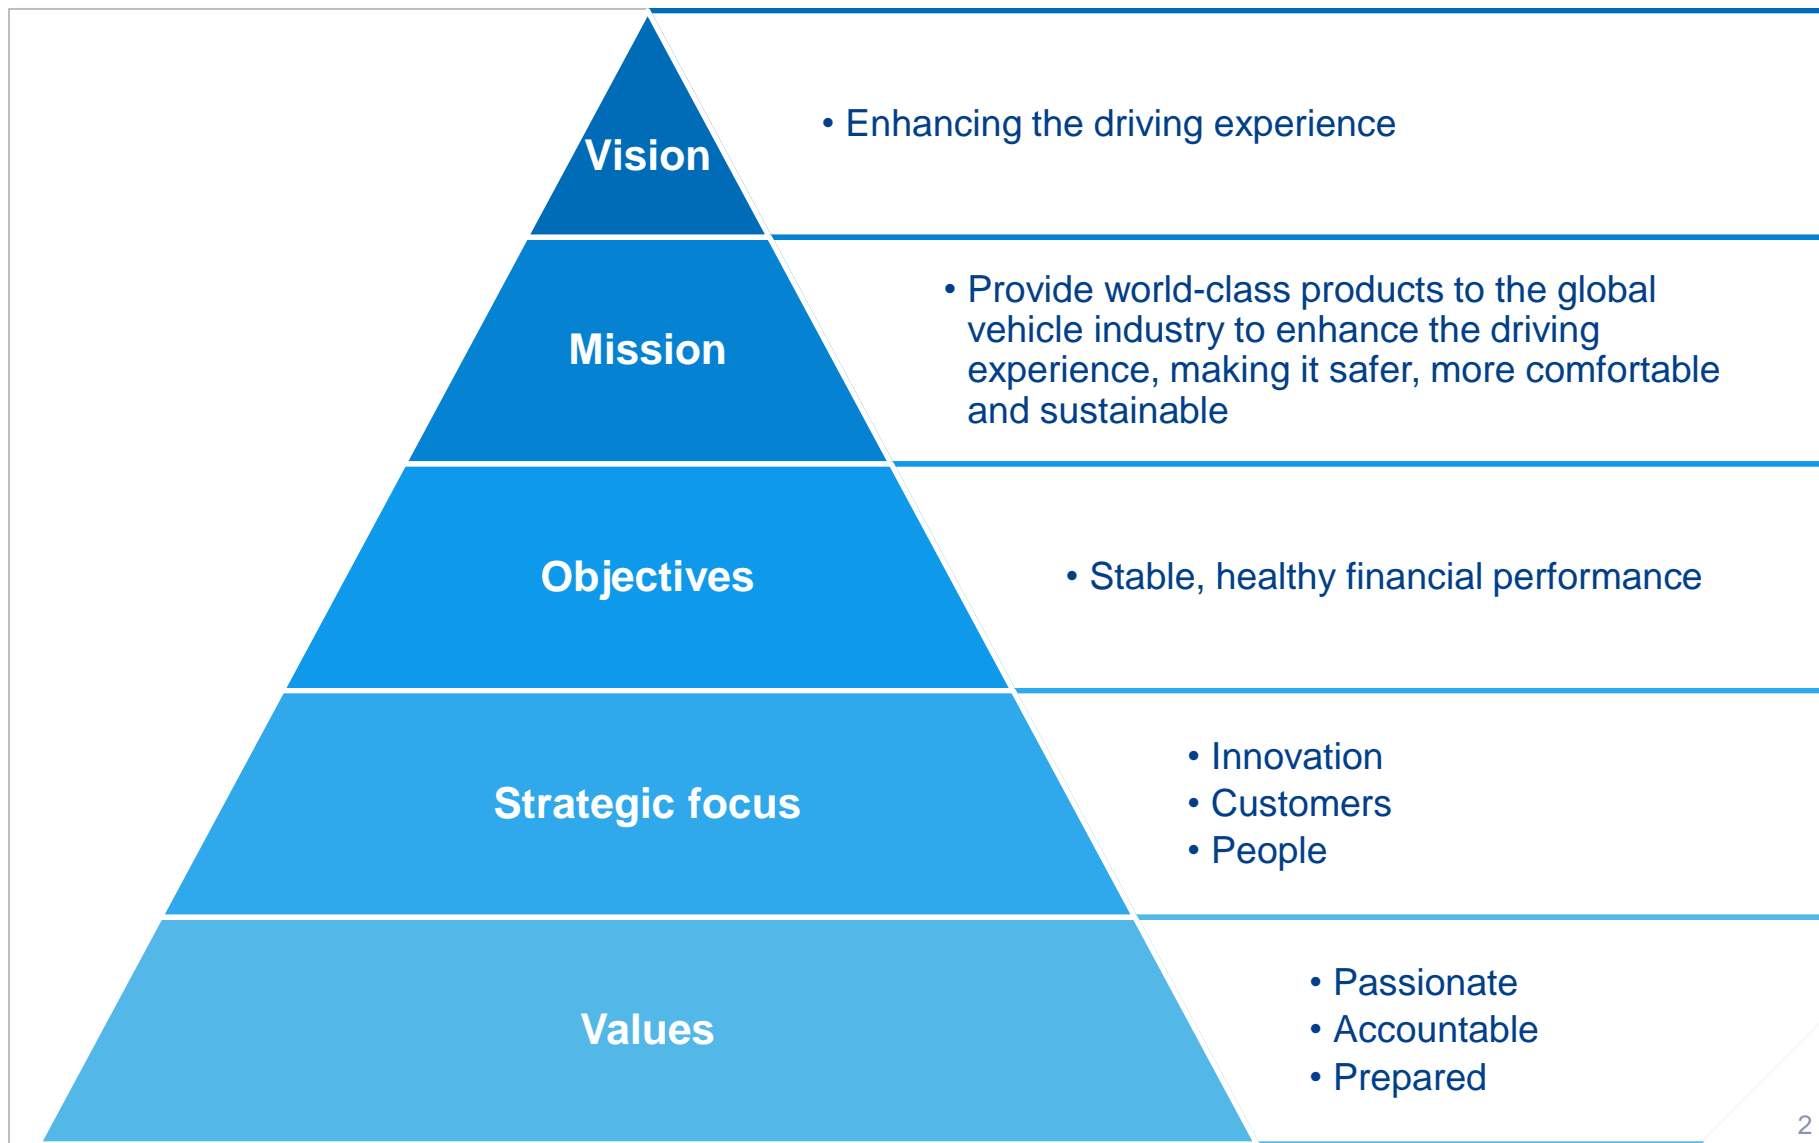 Vision
• Enhancing the driving experience
Mission
• Provide world-class products to the global
vehicle industry to enhance the driving
experience, making it safer, more comfortable
and sustainable
Objectives
• Stable, healthy financial performance
Strategic focus
• Innovation
• Customers
• People
Values
• Passionate
• Accountable
• Prepared
2